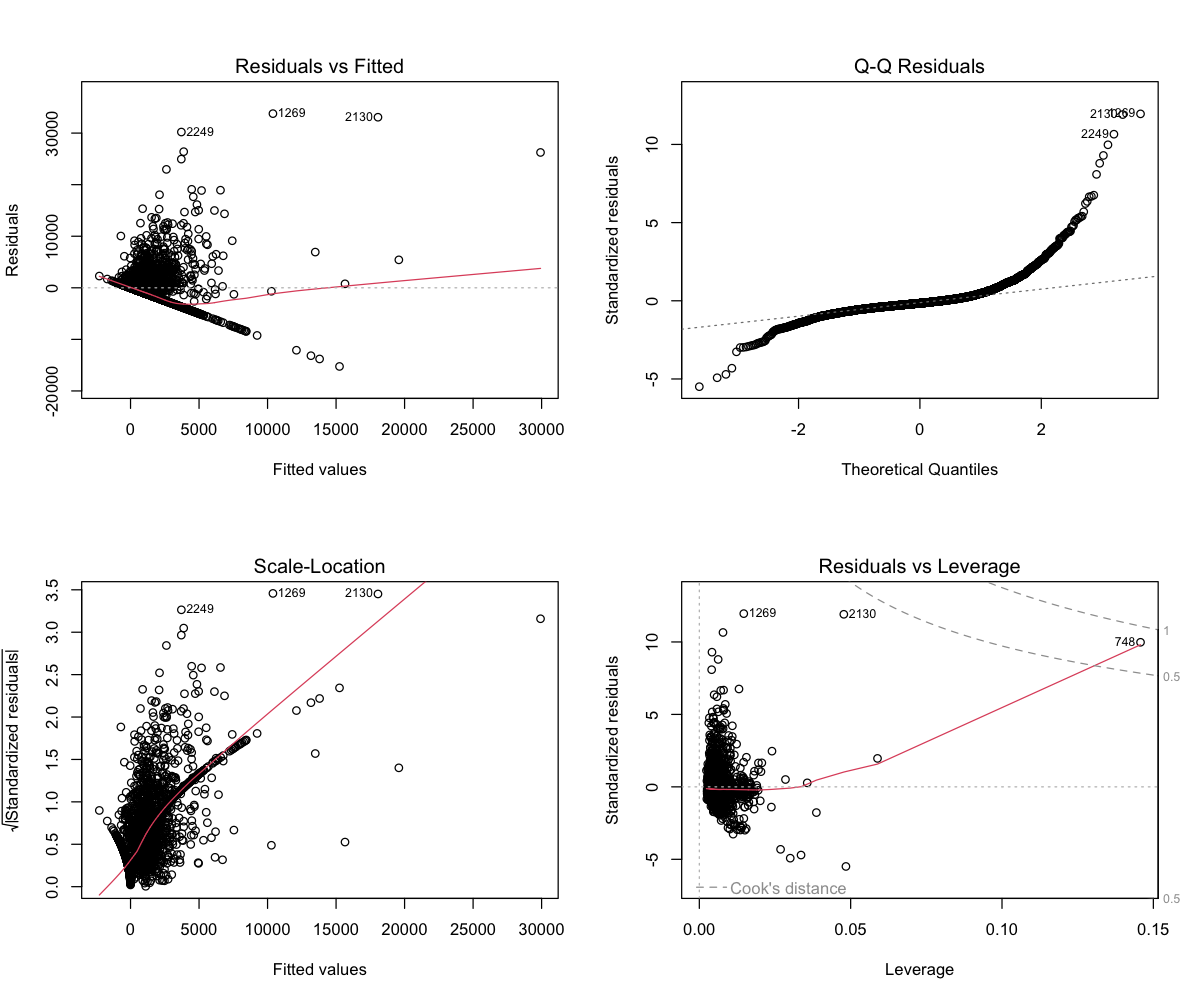 Residuals vs Fitted
Residuals
30000
10000
0
-20000
1269
2130
2249
0 5000 10000 15000 20000 25000 30000
Fitted values
Q-Q Residuals
Standardized residuals
10
5
0
-5
2130
1269
2249
-2 0 2
Theoretical Quantiles
Scale-Location
√|Standardized residuals|
3.5
3.0
2.5
2.0
1.5
1.0
0.5
0.0
1269
2130
2249
0 5000 10000 15000 20000 25000 30000
Fitted values
Residuals vs Leverage
Standardized residuals
10
5
0
-5
1269
2130
748
1
0.5
0.5
Cook's distance
0.00 0.05 0.10 0.15
Leverage